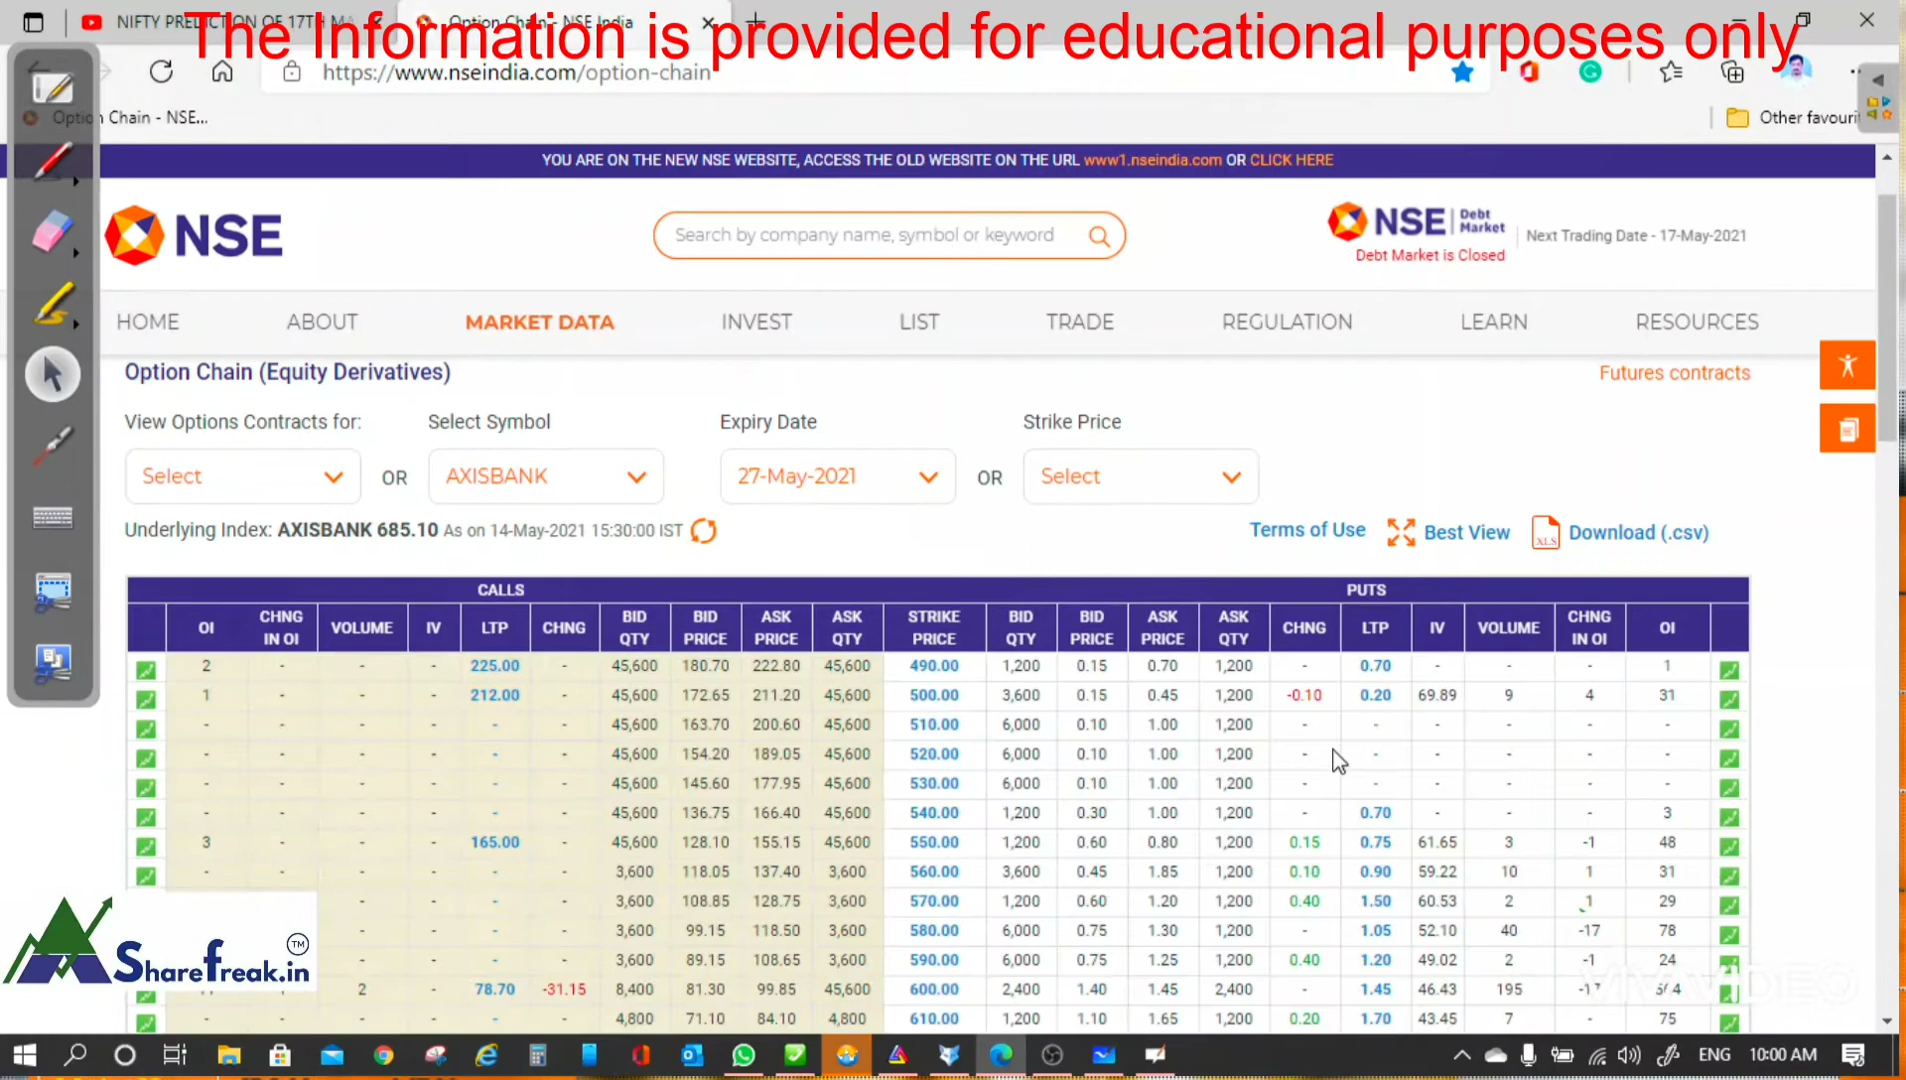 The Information is provided for educational purposes only
NIFTY PREDICTION OF 17TH MA
Option Chain - NSE India
https://www.nseindia.com/option-chain
Option Chain - NSE...
Other favouri
YOU ARE ON THE NEW NSE WEBSITE, ACCESS THE OLD WEBSITE ON THE URL www1.nseindia.com OR CLICK HERE
NSE
Search by company name, symbol or keyword
NSE Debt Market
Debt Market is Closed
Next Trading Date - 17-May-2021
HOME ABOUT MARKET DATA INVEST LIST TRADE REGULATION LEARN RESOURCES
Option Chain (Equity Derivatives)
Futures contracts
View Options Contracts for: Select Symbol Expiry Date Strike Price
Select OR AXISBANK 27-May-2021 OR Select
Underlying Index: AXISBANK 685.10 As on 14-May-2021 15:30:00 IST
Terms of Use Best View XLS Download (.csv)
CALLS PUTS
OI CHNG IN OI VOLUME IV LTP CHNG BID QTY BID PRICE ASK PRICE ASK QTY STRIKE PRICE BID QTY BID PRICE ASK PRICE ASK QTY CHNG LTP IV VOLUME CHNG IN OI OI
2 - - - 225.00 - 45,600 180.70 222.80 45,600 490.00 1,200 0.15 0.70 1,200 - 0.70 - - - 1
1 - - - 212.00 - 45,600 172.65 211.20 45,600 500.00 3,600 0.15 0.45 1,200 -0.10 0.20 69.89 9 4 31
- - - - - - 45,600 163.70 200.60 45,600 510.00 6,000 0.10 1.00 1,200 - - - - - -
- - - - - - 45,600 154.20 189.05 45,600 520.00 6,000 0.10 1.00 1,200 - - - - - -
- - - - - - 45,600 145.60 177.95 45,600 530.00 6,000 0.10 1.00 1,200 - - - - - -
- - - - - - 45,600 136.75 166.40 45,600 540.00 1,200 0.30 1.00 1,200 - 0.70 - - - 3
3 - - - 165.00 - 45,600 128.10 155.15 45,600 550.00 1,200 0.60 0.80 1,200 0.15 0.75 61.65 3 -1 48
- - - - - - 3,600 118.05 137.40 3,600 560.00 3,600 0.45 1.85 1,200 0.10 0.90 59.22 10 1 31
- - - - 3,600 108.85 128.75 3,600 570.00 1,200 0.60 1.20 1,200 0.40 1.50 60.53 2 1 29
- - - - 3,600 99.15 118.50 3,600 580.00 6,000 0.75 1.30 1,200 - 1.05 52.10 40 -17 78
- - - - 3,600 89.15 108.65 3,600 590.00 6,000 0.75 1.25 1,200 0.40 1.20 49.02 2 -1 24
2 - 78.70 -31.15 8,400 81.30 99.85 45,600 600.00 2,400 1.40 1.45 2,400 - 1.45 46.43 195
- - - - - - 4,800 71.10 84.10 4,800 610.00 1,200 1.10 1.65 1,200 0.20 1.70 43.45 7 - 75
Sharefreak.in TM
VIVAVIDEO
ENG 10:00 AM